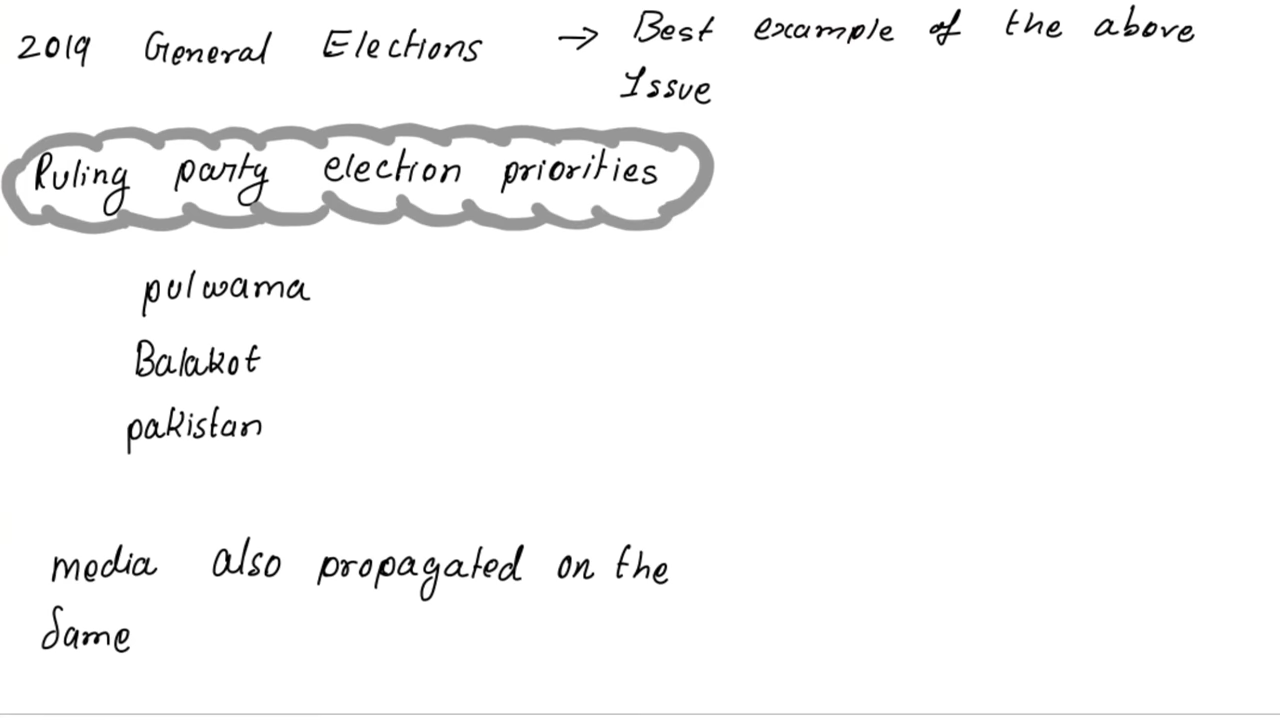 2019 General Elections → Best example of the above
Issue
Ruling party election priorities
pulwama
Balakot
pakistan
media also propagated on the
Same